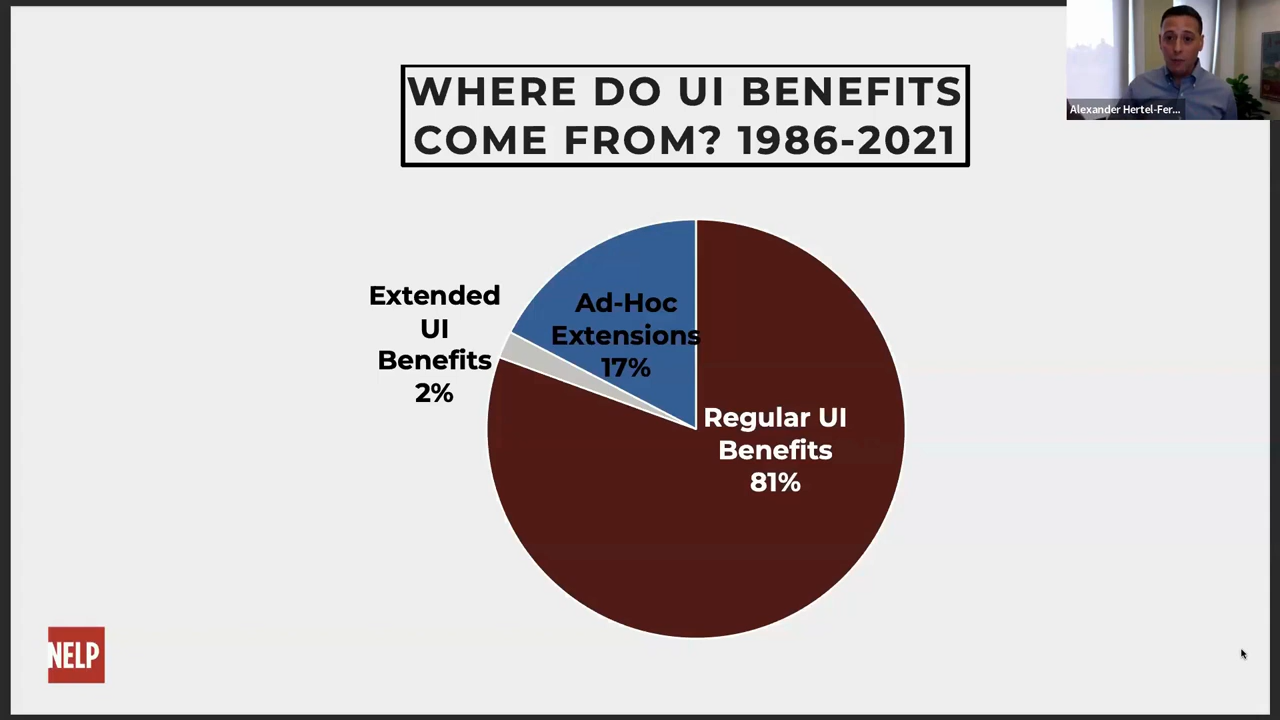 WHERE DO UI BENEFITS
COME FROM? 1986-2021
Alexander Hertel-Fer...
Extended
UI
Benefits
2%
Ad-Hoc
Extensions
17%
Regular UI
Benefits
81%
NELP